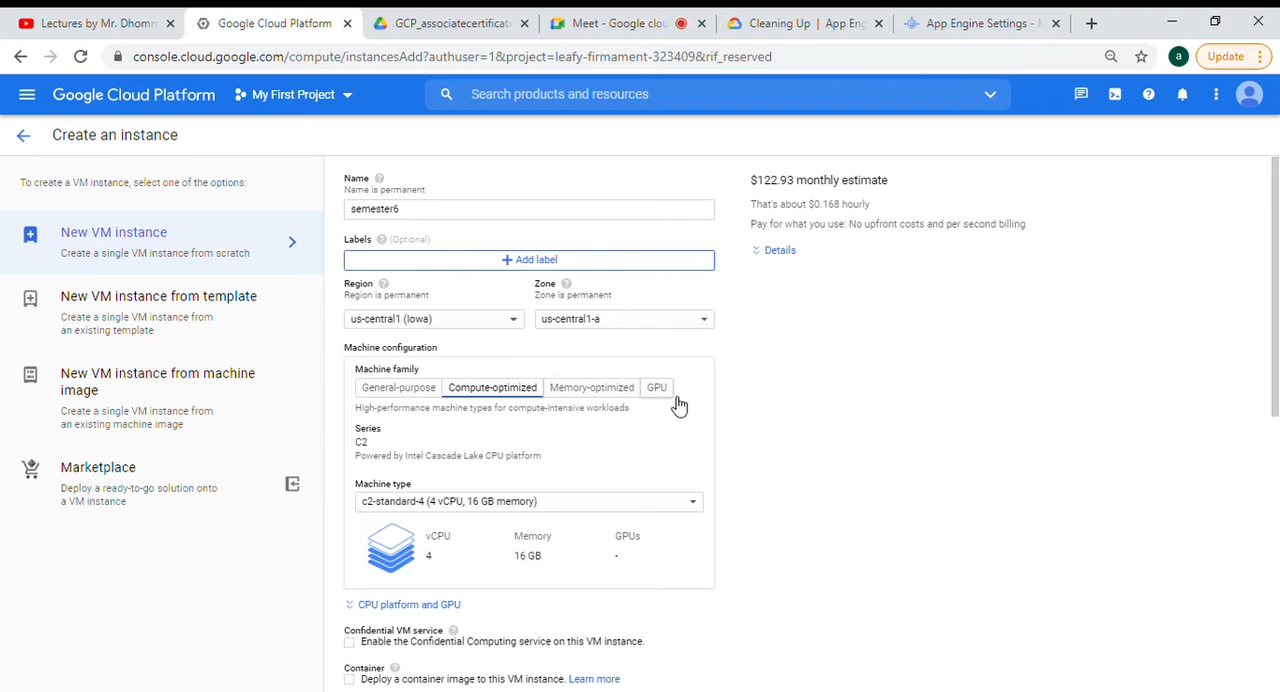 Lectures by Mr. Dhomn
Google Cloud Platform
GCP_associatecertificate
Meet - Google clou
Cleaning Up | App Eng
App Engine Settings - M
console.cloud.google.com/compute/instancesAdd?authuser=1&project=leafy-firmament-323409&rif_reserved
a
Update
Google Cloud Platform
My First Project
Search products and resources
Create an instance
To create a VM instance, select one of the options:
New VM instance
Create a single VM instance from scratch
New VM instance from template
Create a single VM instance from
an existing template
New VM instance from machine
image
Create a single VM instance from
an existing machine image
Marketplace
Deploy a ready-to-go solution onto
a VM instance
Name
Name is permanent
semester6
Labels (Optional)
Add label
Region
Region is permanent
us-central1 (Iowa)
Zone
Zone is permanent
us-central1-a
Machine configuration
Machine family
General-purpose Compute-optimized Memory-optimized GPU
High-performance machine types for compute-intensive workloads
Series
C2
Powered by Intel Cascade Lake CPU platform
Machine type
c2-standard-4 (4 vCPU, 16 GB memory)
vCPU Memory GPUs
4 16 GB -
CPU platform and GPU
Confidential VM service
Enable the Confidential Computing service on this VM instance.
Container
Deploy a container image to this VM instance. Learn more
$122.93 monthly estimate
That's about $0.168 hourly
Pay for what you use: No upfront costs and per second billing
Details